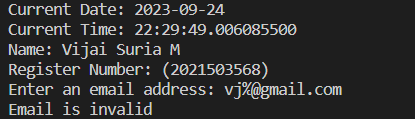 Current Date: 2023-09-24
Current Time: 22:29:49.006085500
Name: Vijai Suria M
Register Number: (2021503568)
Enter an email address: vj%@gmail.com
Email is invalid